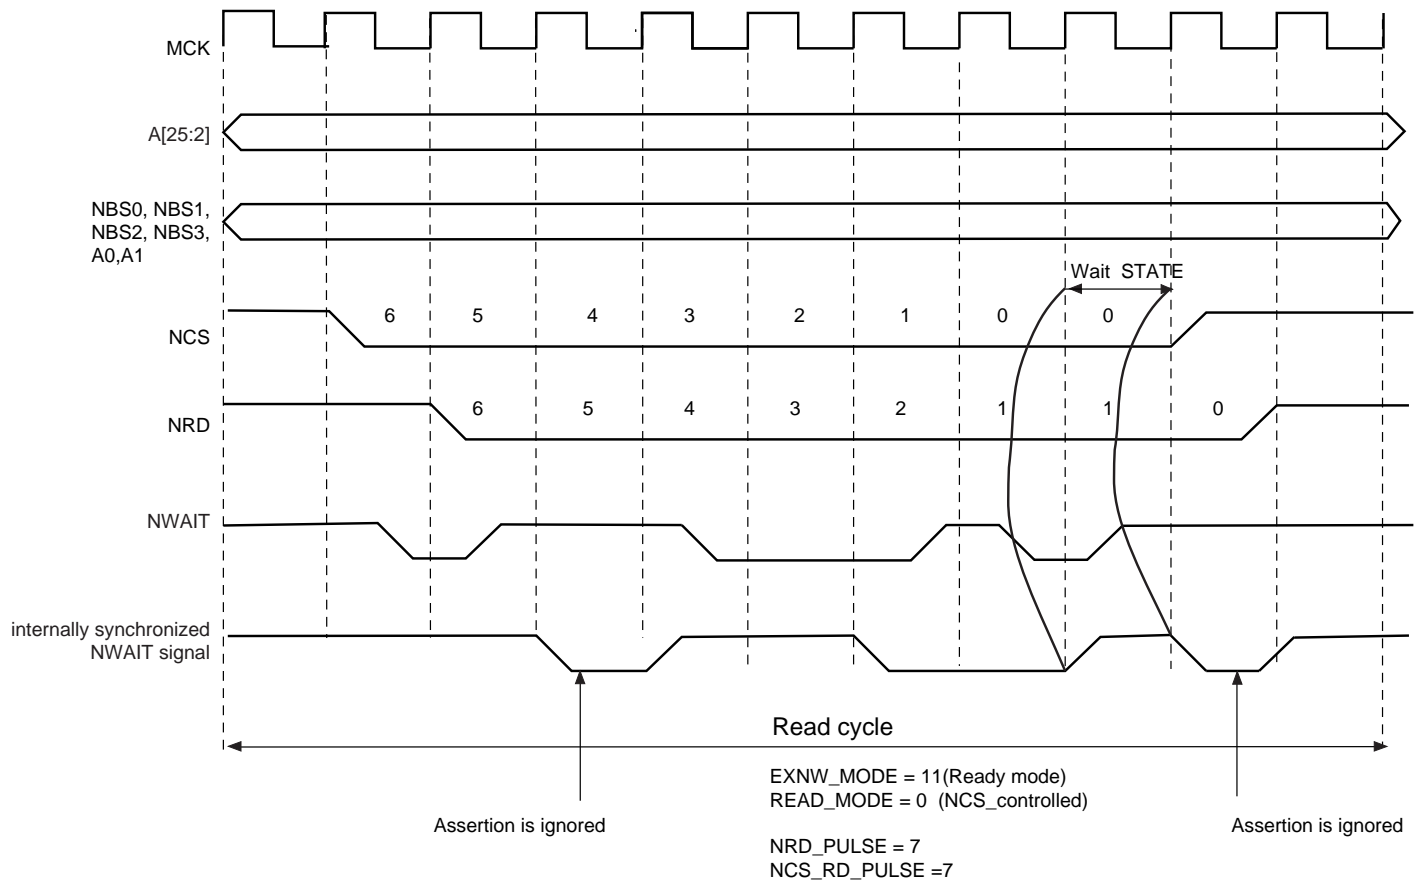 MCK
A[25:2]
NBS0, NBS1,
NBS2, NBS3,
A0,A1
Wait STATE
NCS
6 5 4 3 2 1 0 0
NRD
6 5 4 3 2 1 1 0
NWAIT
internally synchronized
NWAIT signal
Read cycle
EXNW_MODE = 11(Ready mode)
READ_MODE = 0 (NCS_controlled)
Assertion is ignored
Assertion is ignored
NRD_PULSE = 7
NCS_RD_PULSE =7